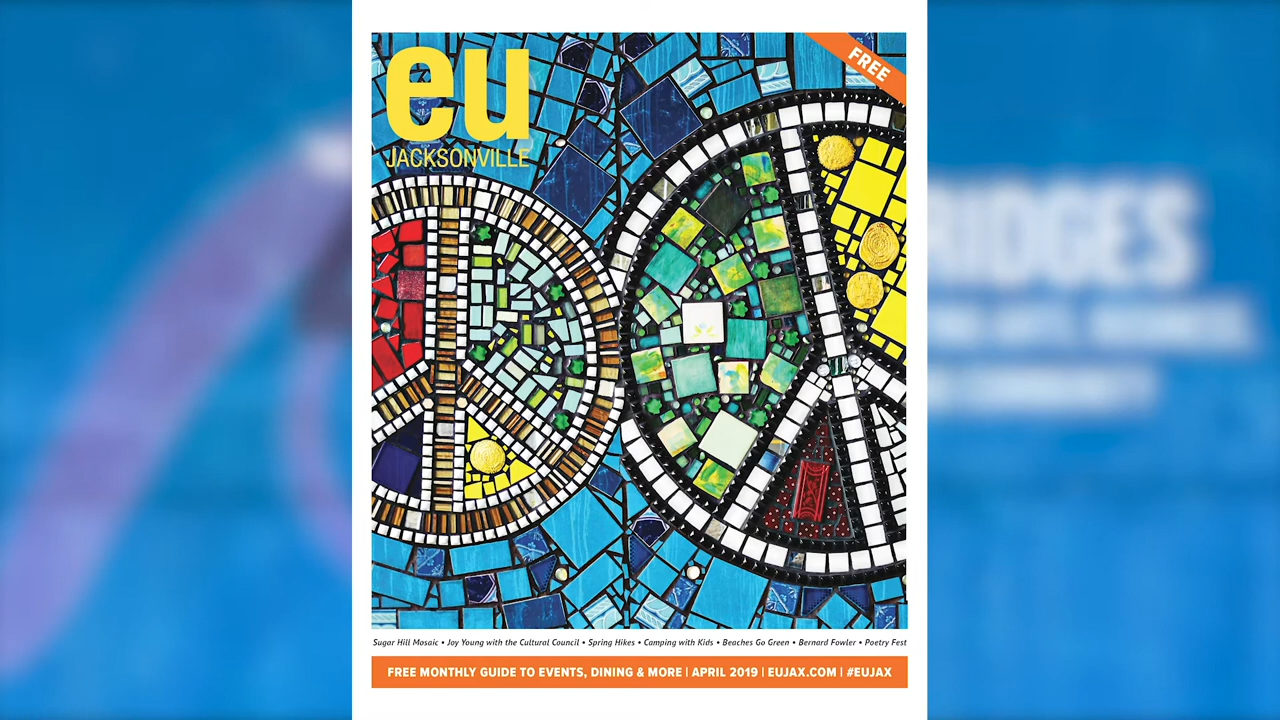 eu
JACKSONVILLE
FREE
Sugar Hill Mosaic • Joy Young with the Cultural Council • Spring Hikes • Camping with Kids • Beaches Go Green • Bernard Fowler • Poetry Fest
FREE MONTHLY GUIDE TO EVENTS, DINING & MORE | APRIL 2019 | EUJAX.COM | #EUJAX